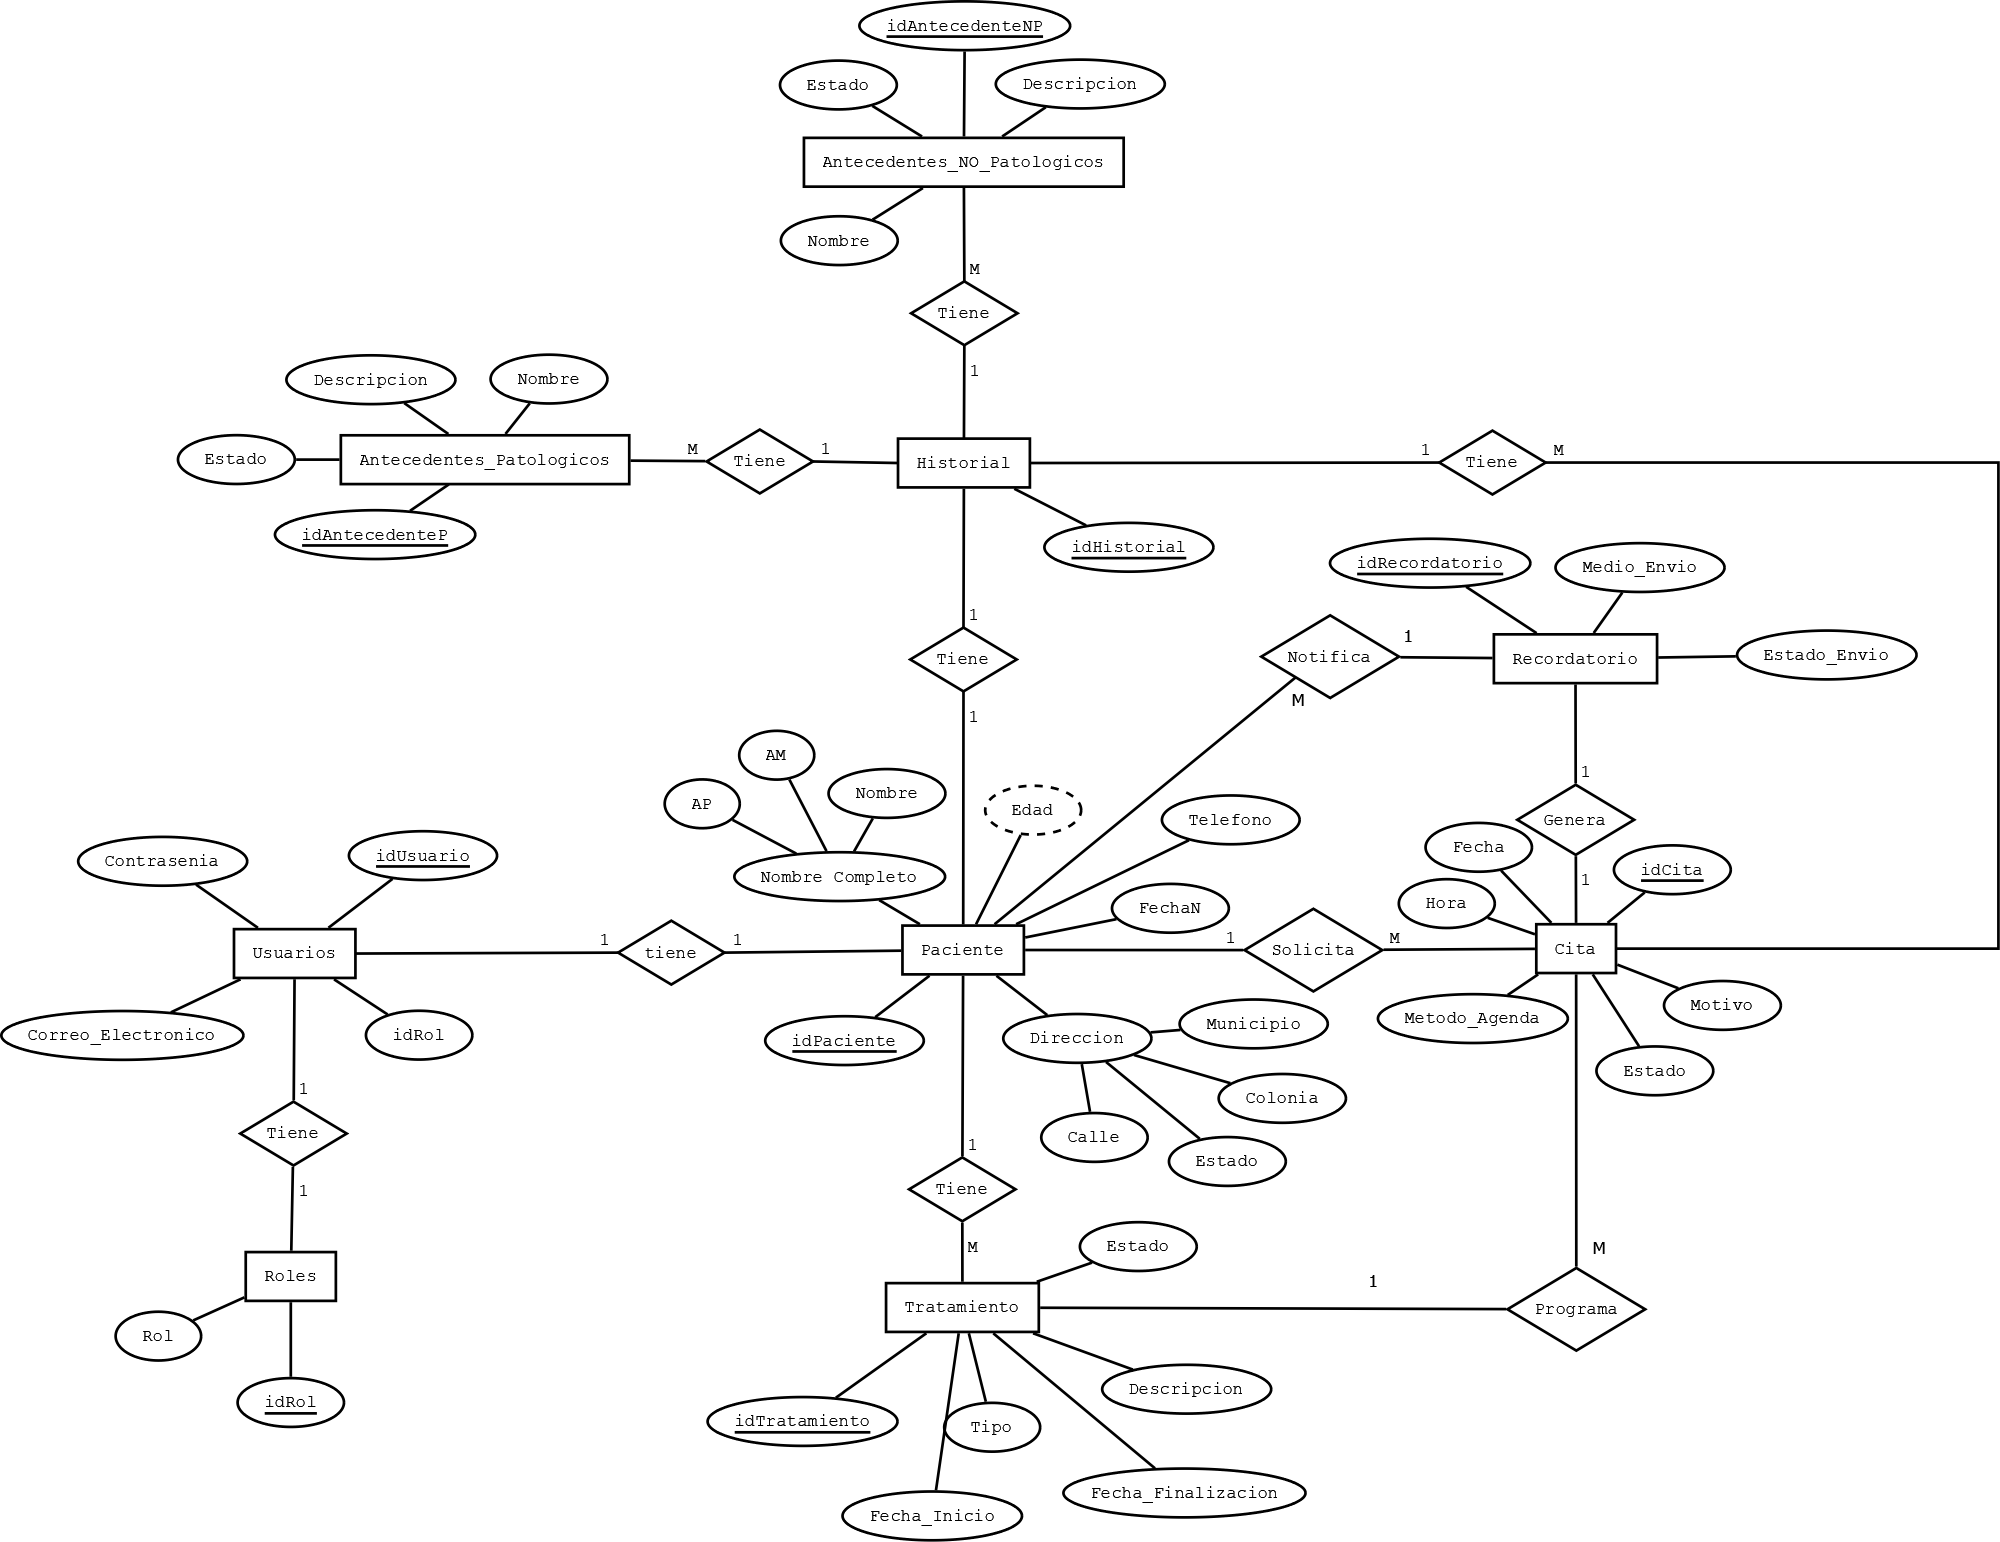 idAntecedenteNP
Estado
Descripcion
Antecedentes_NO_Patologicos
Nombre
M
Tiene
1
Descripcion
Nombre
Estado
Antecedentes_Patologicos
idAntecedenteP
M
Tiene
1
Historial
1
Tiene
M
idHistorial
idRecordatorio
Medio_Envio
1
Tiene
1
Notifica
1
M
Recordatorio
Estado_Envio
AM
AP
Nombre
Nombre Completo
Edad
Telefono
FechaN
1
Genera
1
Fecha
idCita
Hora
Contrasenia
idUsuario
Usuarios
1
tiene
1
Paciente
1
Solicita
M
Cita
Correo_Electronico
idRol
idPaciente
Direccion
Municipio
Colonia
Calle
Estado
Metodo_Agenda
Motivo
Estado
1
Tiene
1
1
Tiene
M
Roles
Rol
idRol
Estado
Tratamiento
1
M
Programa
idTratamiento
Tipo
Descripcion
Fecha_Inicio
Fecha_Finalizacion